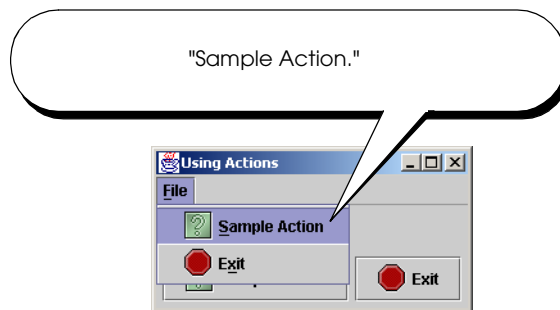 "Sample Action."
Using Actions
File
Sample Action
Exit
Exit